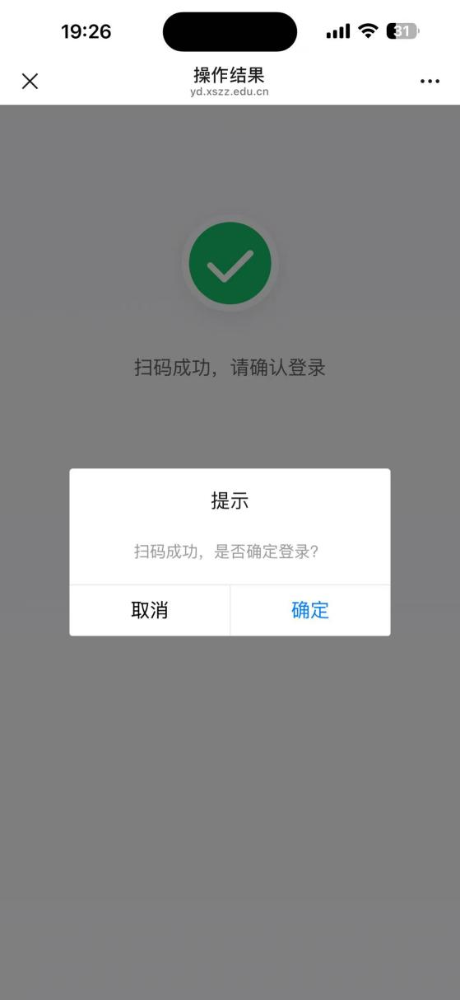 19:26
31
操作结果
yd.xszz.edu.cn
扫码成功，请确认登录
提示
扫码成功，是否确定登录?
取消
确定